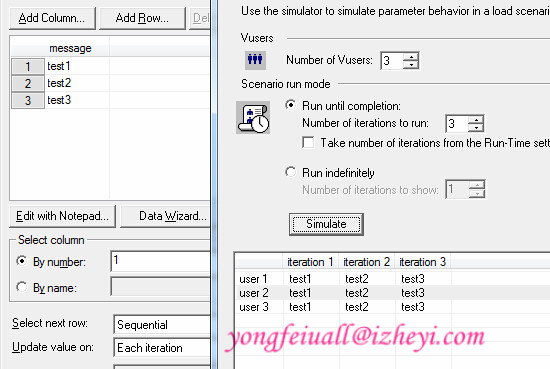 Add Column...
Add Row...
message
1 test1
2 test2
3 test3
Edit with Notepad...
Data Wizard...
Select column
By number:
1
By name:
Select next row:
Sequential
Update value on:
Each iteration
Use the simulator to simulate parameter behavior in a load scenari
Vusers
Number of Vusers:
3
Scenario run mode
Run until completion:
Number of iterations to run:
3
Take number of iterations from the Run-Time sett
Run indefinitely
Number of iterations to show:
1
Simulate
iteration 1 iteration 2 iteration 3
user 1 test1 test2 test3
user 2 test1 test2 test3
user 3 test1 test2 test3
yongfeiuall@izheyi.com